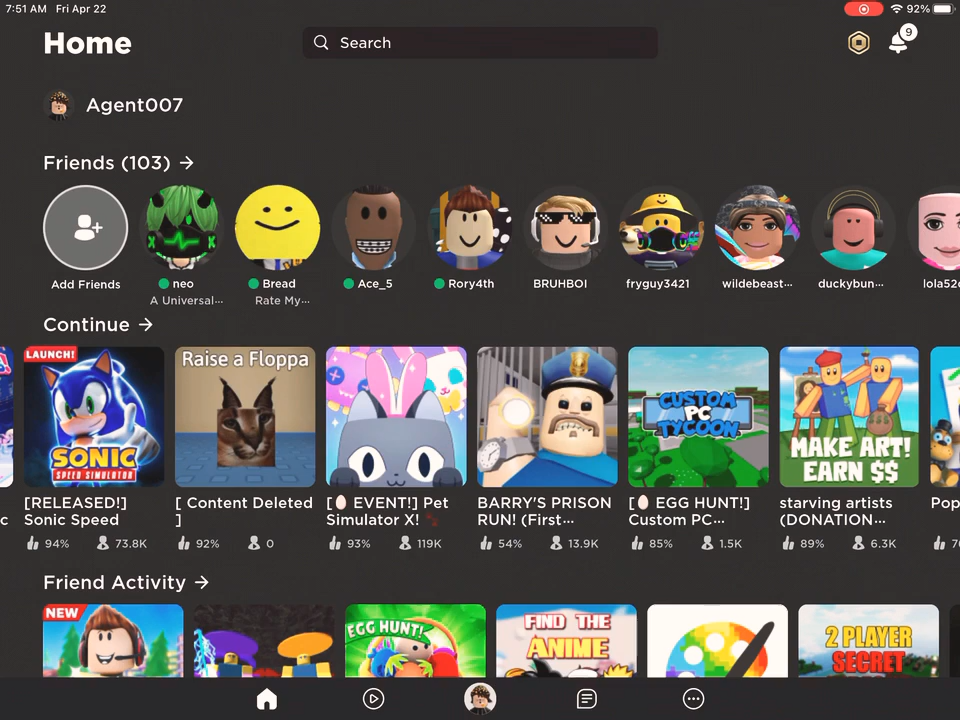 7:51 AM Fri Apr 22
92%
Home
Search
9
Agent007
Friends (103) →
Add Friends
neo
A Universal...
Bread
Rate My...
Ace_5
Rory4th
BRUHBOI
fryguy3421
wildebeast...
duckybun...
Continue →
LAUNCH!
SONIC
SPEED SIMULATOR
Raise a Floppa
CUSTOM
PC
TYCOON
MAKE ART!
EARN $$
[RELEASED!]
Sonic Speed
94% 73.8K
[ Content Deleted
]
92% 0
[🥚 EVENT!] Pet
Simulator X! 🐾
93% 119K
BARRY'S PRISON
RUN! (First...
54% 13.9K
[🥚 EGG HUNT!]
Custom PC...
85% 1.5K
starving artists
(DONATION...
89% 6.3K
Friend Activity →
NEW
EGG HUNT!
FIND THE
ANIME
2 PLAYER
SECRET